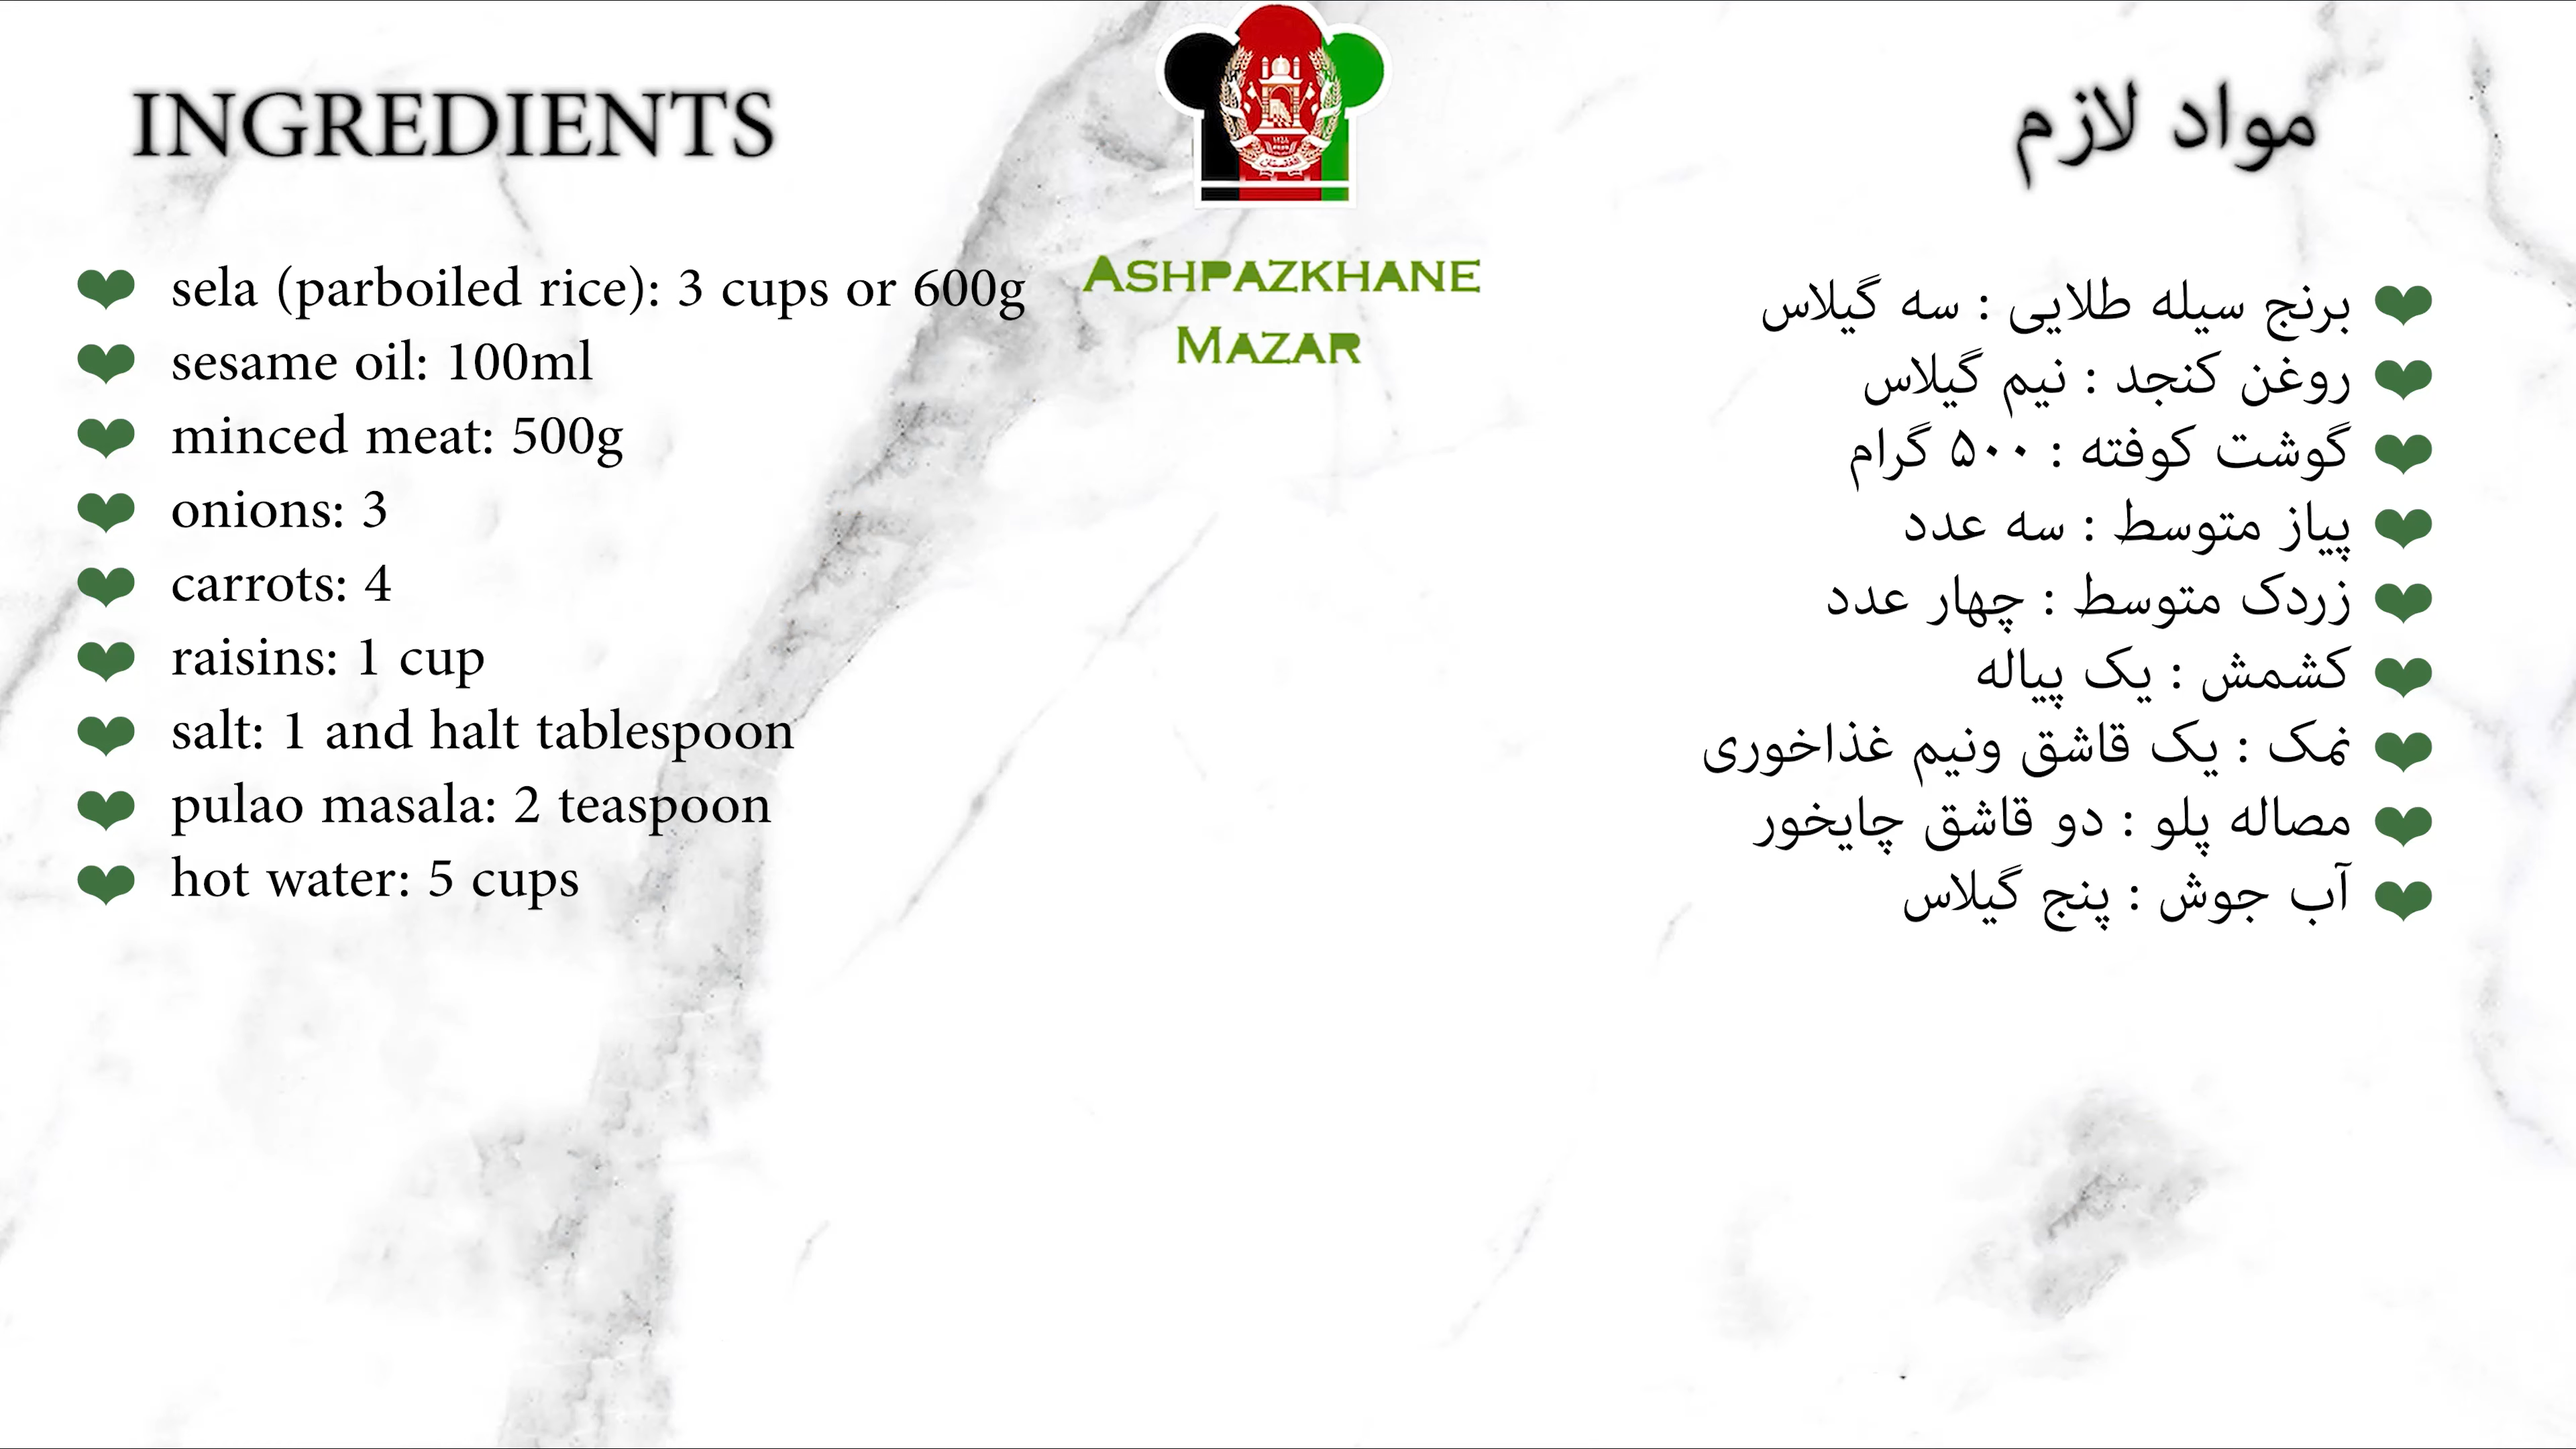 INGREDIENTS
sela (parboiled rice): 3 cups or 600g
sesame oil: 100ml
minced meat: 500g
onions: 3
carrots: 4
raisins: 1 cup
salt: 1 and halt tablespoon
pulao masala: 2 teaspoon
hot water: 5 cups
ASHPAZKHANE
MAZAR
مواد لازم
برنج سیله طلایی : سه گیلاس
روغن کنجد : نیم گیلاس
گوشت کوفته : ۵۰۰ گرام
پیاز متوسط : سه عدد
زردک متوسط : چهار عدد
کشمش : یک پیاله
نمک : یک قاشق ونیم غذاخوری
مصاله پلو : دو قاشق چایخور
آب جوش : پنج گیلاس